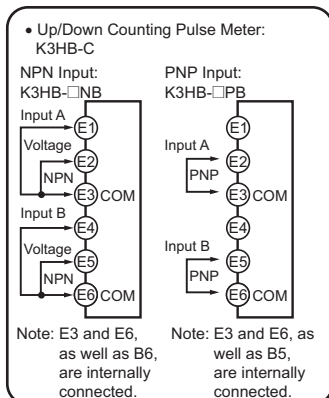 • Up/Down Counting Pulse Meter:
K3HB-C
NPN Input:
K3HB-□NB
Input A
Voltage
NPN
Input B
Voltage
NPN
E1
E2
E3 COM
E4
E5
E6 COM
Note: E3 and E6,
as well as B6,
are internally
connected.
PNP Input:
K3HB-□PB
Input A
PNP
Input B
PNP
E1
E2
E3 COM
E4
E5
E6 COM
Note: E3 and E6, as
well as B5,
are internally
connected.